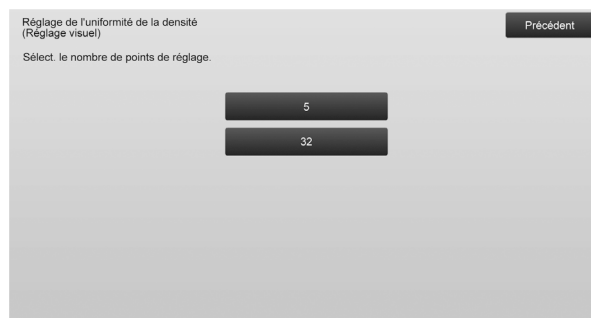 Réglage de l'uniformité de la densité
(Réglage visuel)
Précédent
Sélect. le nombre de points de réglage.
5
32